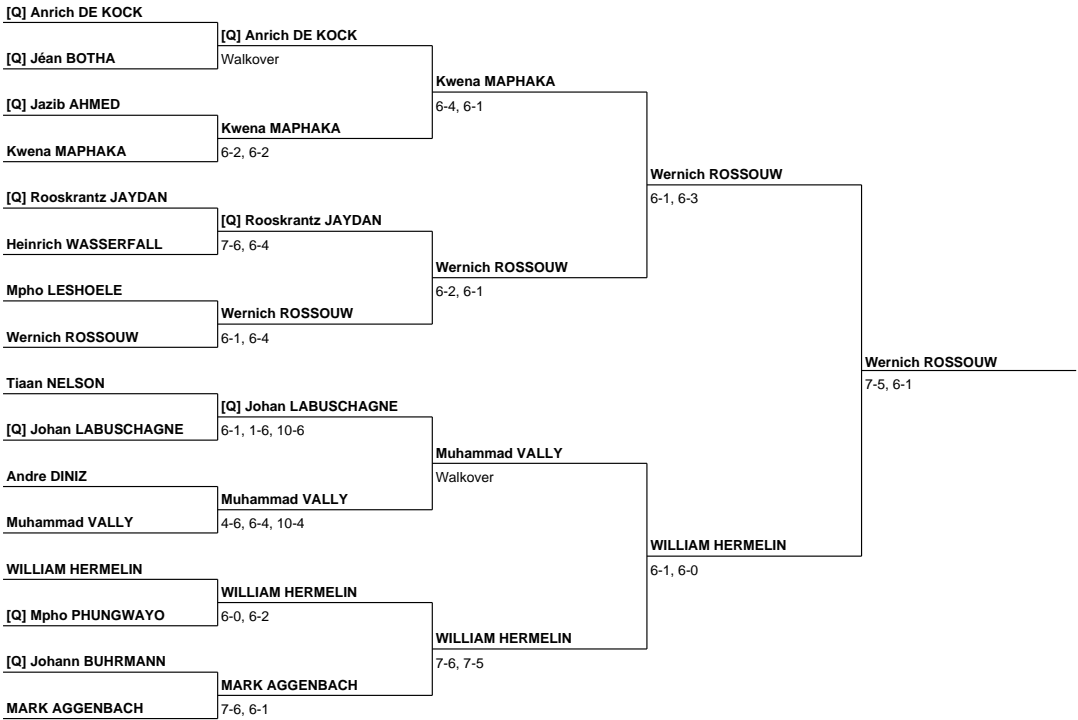 [Q] Anrich DE KOCK
[Q] Jéan BOTHA
[Q] Jazib AHMED
Kwena MAPHAKA
[Q] Rooskrantz JAYDAN
Heinrich WASSERFALL
Mpho LESHOELE
Wernich ROSSOUW
Tiaan NELSON
[Q] Johan LABUSCHAGNE
Andre DINIZ
Muhammad VALLY
WILLIAM HERMELIN
[Q] Mpho PHUNGWAYO
[Q] Johann BUHRMANN
MARK AGGENBACH
[Q] Anrich DE KOCK
Walkover
Kwena MAPHAKA
6-2, 6-2
[Q] Rooskrantz JAYDAN
7-6, 6-4
Wernich ROSSOUW
6-1, 6-4
[Q] Johan LABUSCHAGNE
6-1, 1-6, 10-6
Muhammad VALLY
4-6, 6-4, 10-4
WILLIAM HERMELIN
6-0, 6-2
MARK AGGENBACH
7-6, 6-1
Kwena MAPHAKA
6-4, 6-1
Wernich ROSSOUW
6-2, 6-1
Muhammad VALLY
Walkover
WILLIAM HERMELIN
7-6, 7-5
Wernich ROSSOUW
6-1, 6-3
WILLIAM HERMELIN
6-1, 6-0
Wernich ROSSOUW
7-5, 6-1